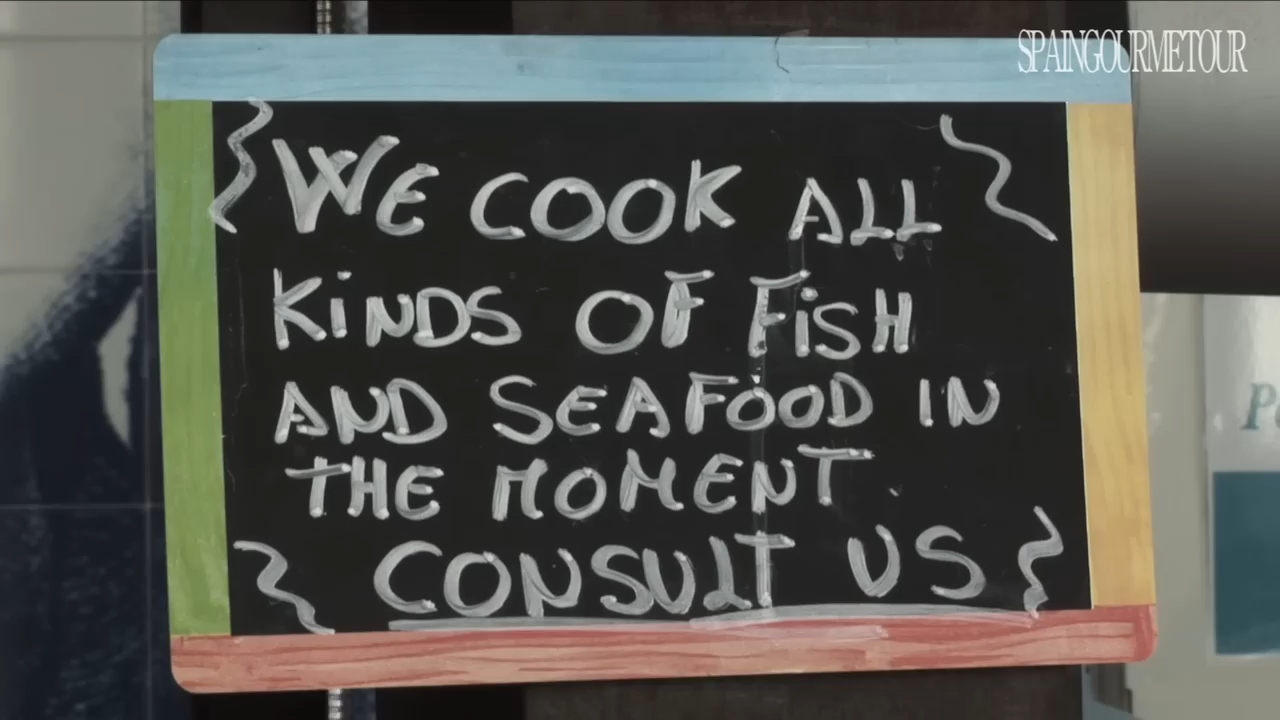 SPAINGOURMETOUR
WE COOK ALL
KiNDS OF FiSH
AND SEAFOOD IN
THE MOMENT.
CONSULT US